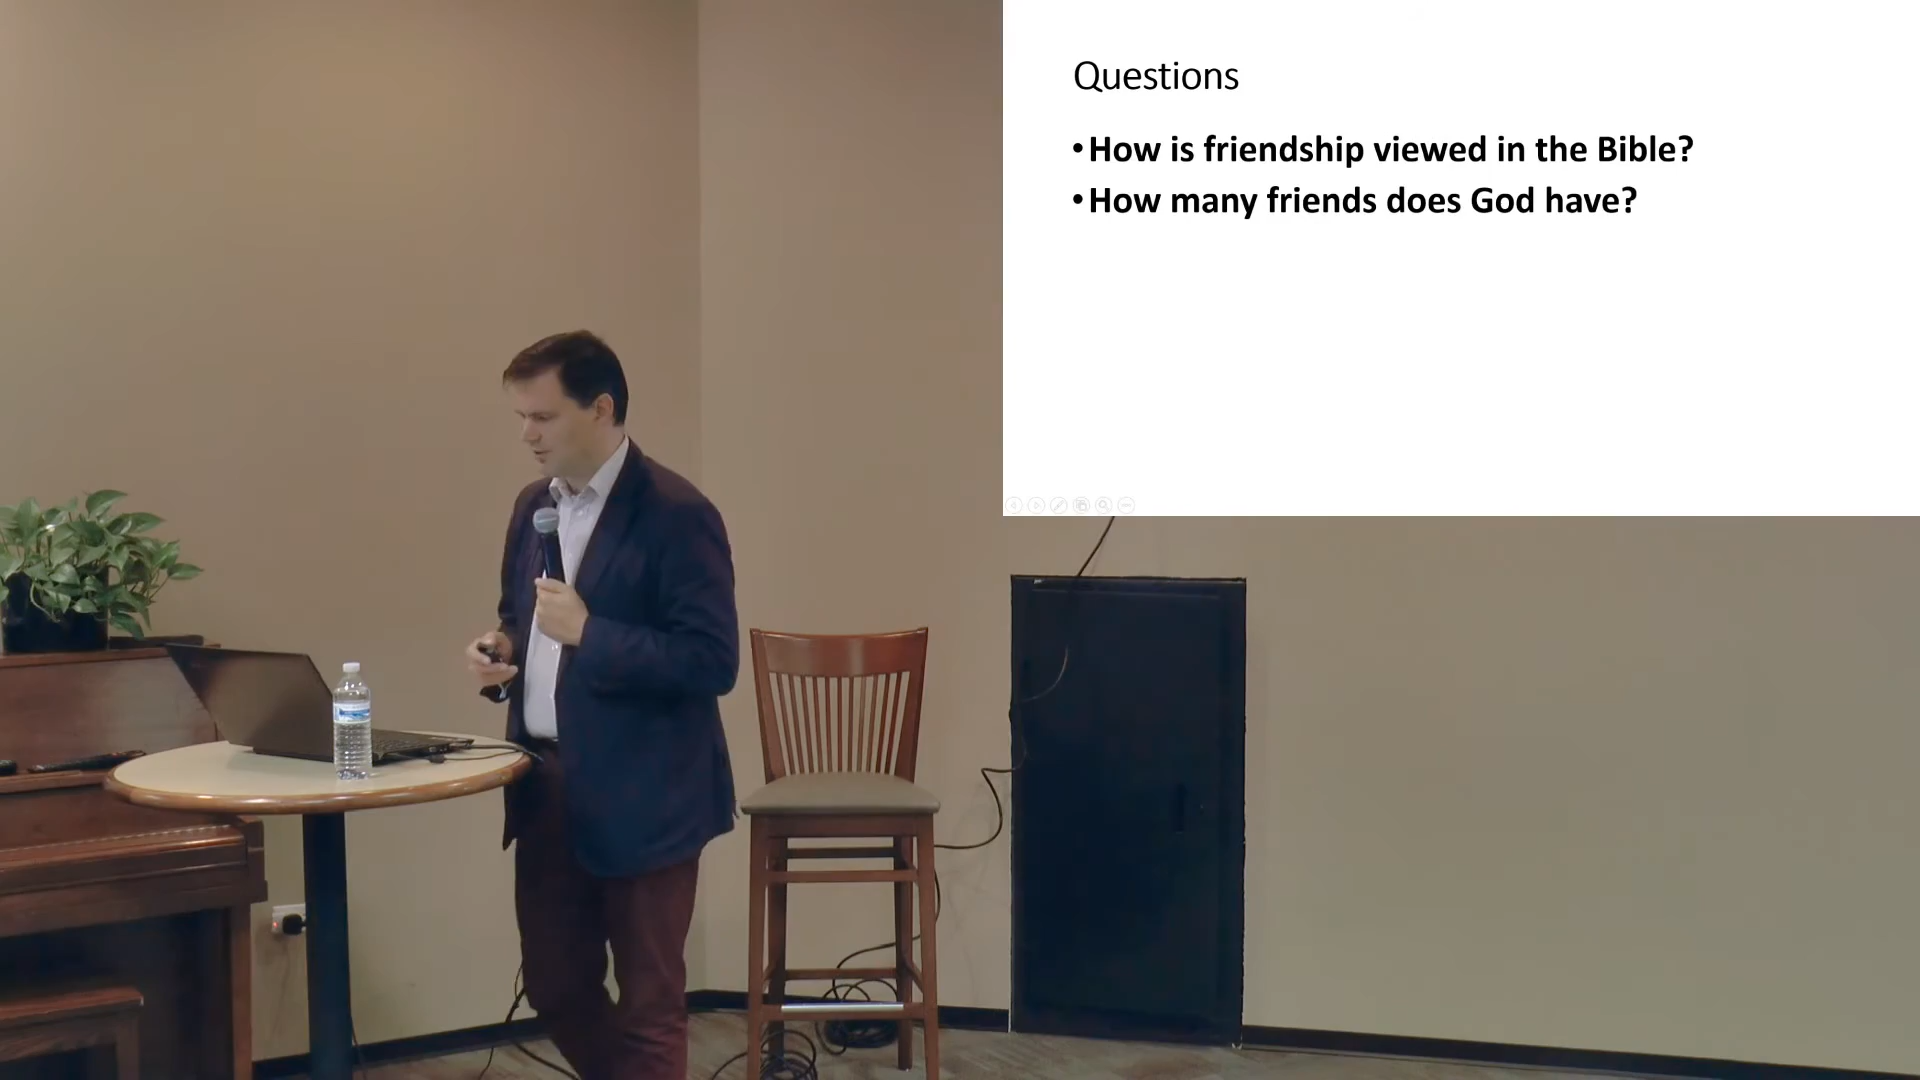 Questions
•How is friendship viewed in the Bible?
•How many friends does God have?